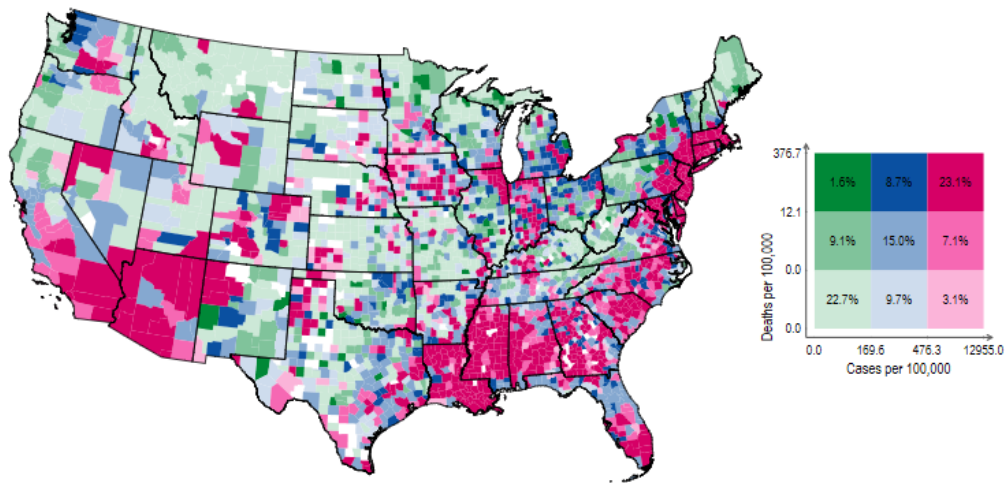 376.7
1.6% 8.7% 23.1%
12.1
9.1% 15.0% 7.1%
0.0
22.7% 9.7% 3.1%
0.0
Deaths per 100,000
0.0 169.6 476.3 12955.0
Cases per 100,000